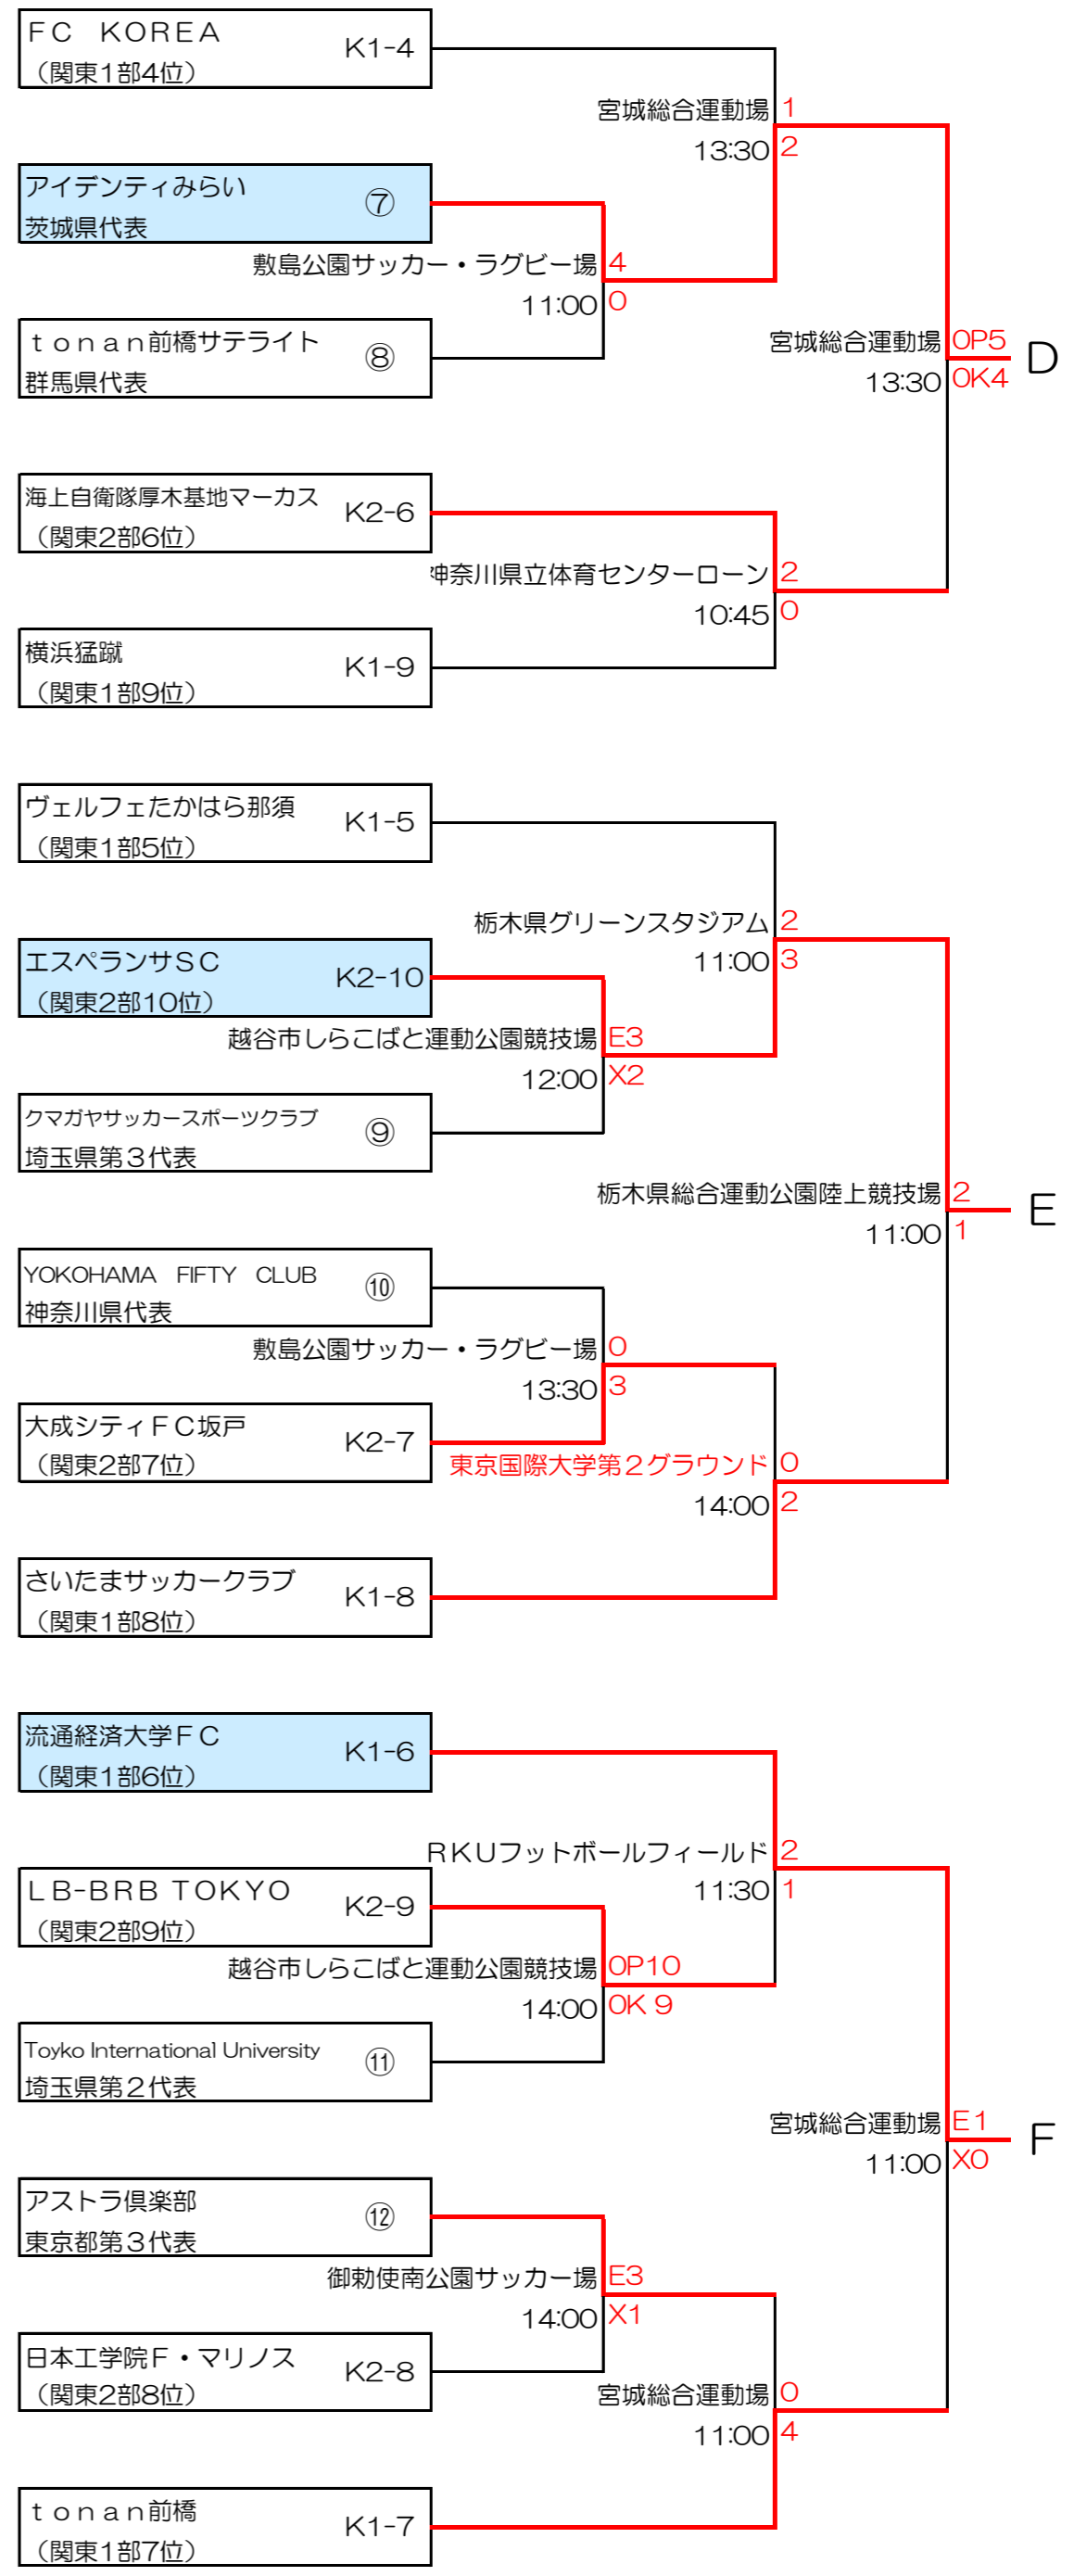 ＦＣ　ＫＯＲＥＡ
（関東1部4位）
K1-4
宮城総合運動場 1
13:30 2
アイデンティみらい
茨城県代表
⑦
敷島公園サッカー・ラグビー場 4
11:00 0
ｔｏｎａｎ前橋サテライト
群馬県代表
⑧
宮城総合運動場 0P5
13:30 0K4
D
海上自衛隊厚木基地マーカス
（関東2部6位）
K2-6
神奈川県立体育センターローン 2
10:45 0
横浜猛蹴
（関東1部9位）
K1-9
ヴェルフェたかはら那須
（関東1部5位）
K1-5
栃木県グリーンスタジアム 2
11:00 3
エスペランサＳＣ
（関東2部10位）
K2-10
越谷市しらこばと運動公園競技場 E3
12:00 X2
クマガヤサッカースポーツクラブ
埼玉県第３代表
⑨
栃木県総合運動公園陸上競技場 2
11:00 1
E
YOKOHAMA　FIFTY　CLUB
神奈川県代表
⑩
敷島公園サッカー・ラグビー場 0
13:30 3
大成シティＦＣ坂戸
（関東2部7位）
K2-7
東京国際大学第２グラウンド 0
14:00 2
さいたまサッカークラブ
（関東1部8位）
K1-8
流通経済大学ＦＣ
（関東1部6位）
K1-6
ＲＫＵフットボールフィールド 2
11:30 1
ＬＢ-ＢＲＢ ＴＯＫＹＯ
（関東2部9位）
K2-9
越谷市しらこばと運動公園競技場 0P10
14:00 0K 9
Toyko International University
埼玉県第２代表
⑪
宮城総合運動場 E1
11:00 X0
F
アストラ倶楽部
東京都第３代表
⑫
御勅使南公園サッカー場 E3
14:00 X1
日本工学院Ｆ・マリノス
（関東2部8位）
K2-8
宮城総合運動場 0
11:00 4
ｔｏｎａｎ前橋
（関東1部7位）
K1-7